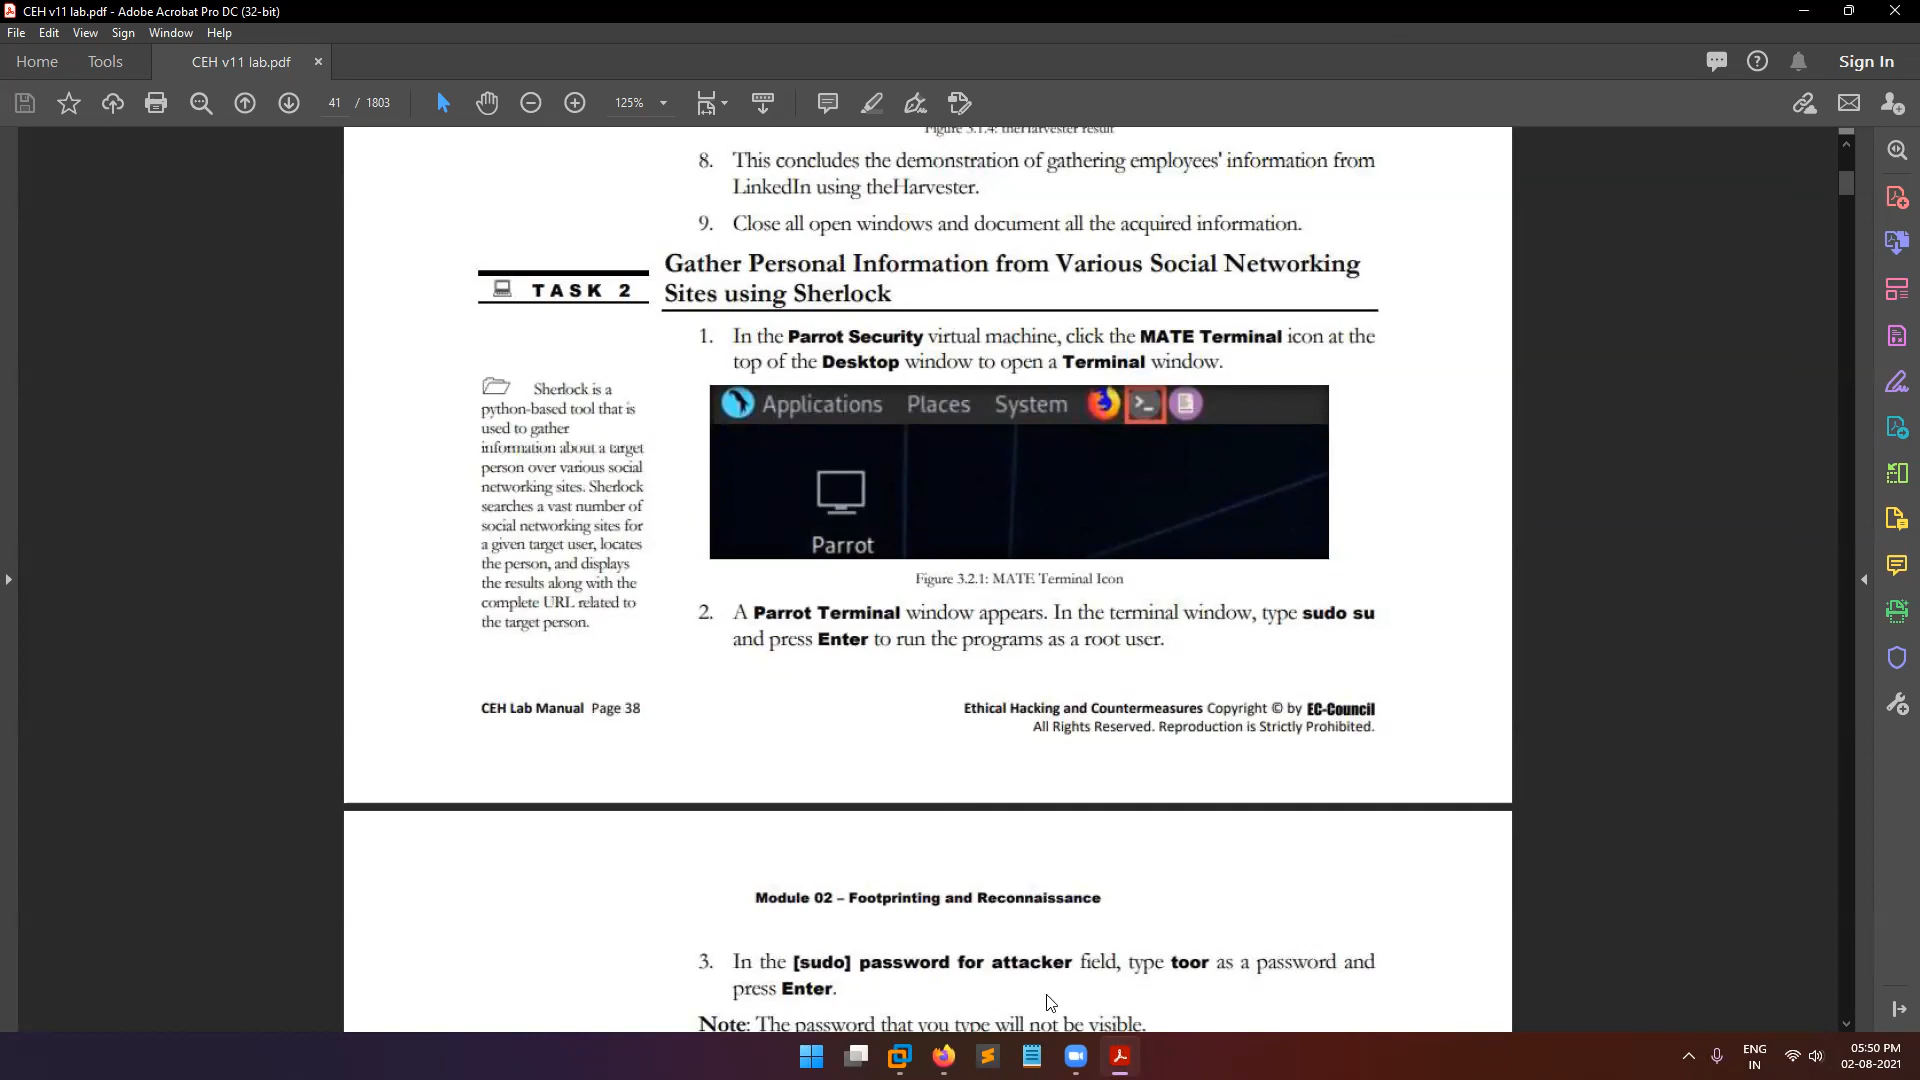 CEH v11 lab.pdf - Adobe Acrobat Pro DC (32-bit)
File Edit View Sign Window Help
Home Tools CEH v11 lab.pdf × Sign In
41 / 1803 125%
Figure 3.1.4: theHarvester result
8. This concludes the demonstration of gathering employees' information from
LinkedIn using theHarvester.
9. Close all open windows and document all the acquired information.
TASK 2
Gather Personal Information from Various Social Networking
Sites using Sherlock
1. In the Parrot Security virtual machine, click the MATE Terminal icon at the
top of the Desktop window to open a Terminal window.
Sherlock is a
python-based tool that is
used to gather
information about a target
person over various social
networking sites. Sherlock
searches a vast number of
social networking sites for
a given target user, locates
the person, and displays
the results along with the
complete URL related to
the target person.
Applications Places System
Parrot
Figure 3.2.1: MATE Terminal Icon
2. A Parrot Terminal window appears. In the terminal window, type sudo su
and press Enter to run the programs as a root user.
CEH Lab Manual Page 38
Ethical Hacking and Countermeasures Copyright © by EC-Council
All Rights Reserved. Reproduction is Strictly Prohibited.
Module 02 – Footprinting and Reconnaissance
3. In the [sudo] password for attacker field, type toor as a password and
press Enter.
Note: The password that you type will not be visible.
ENG
IN
05:50 PM
02-08-2021